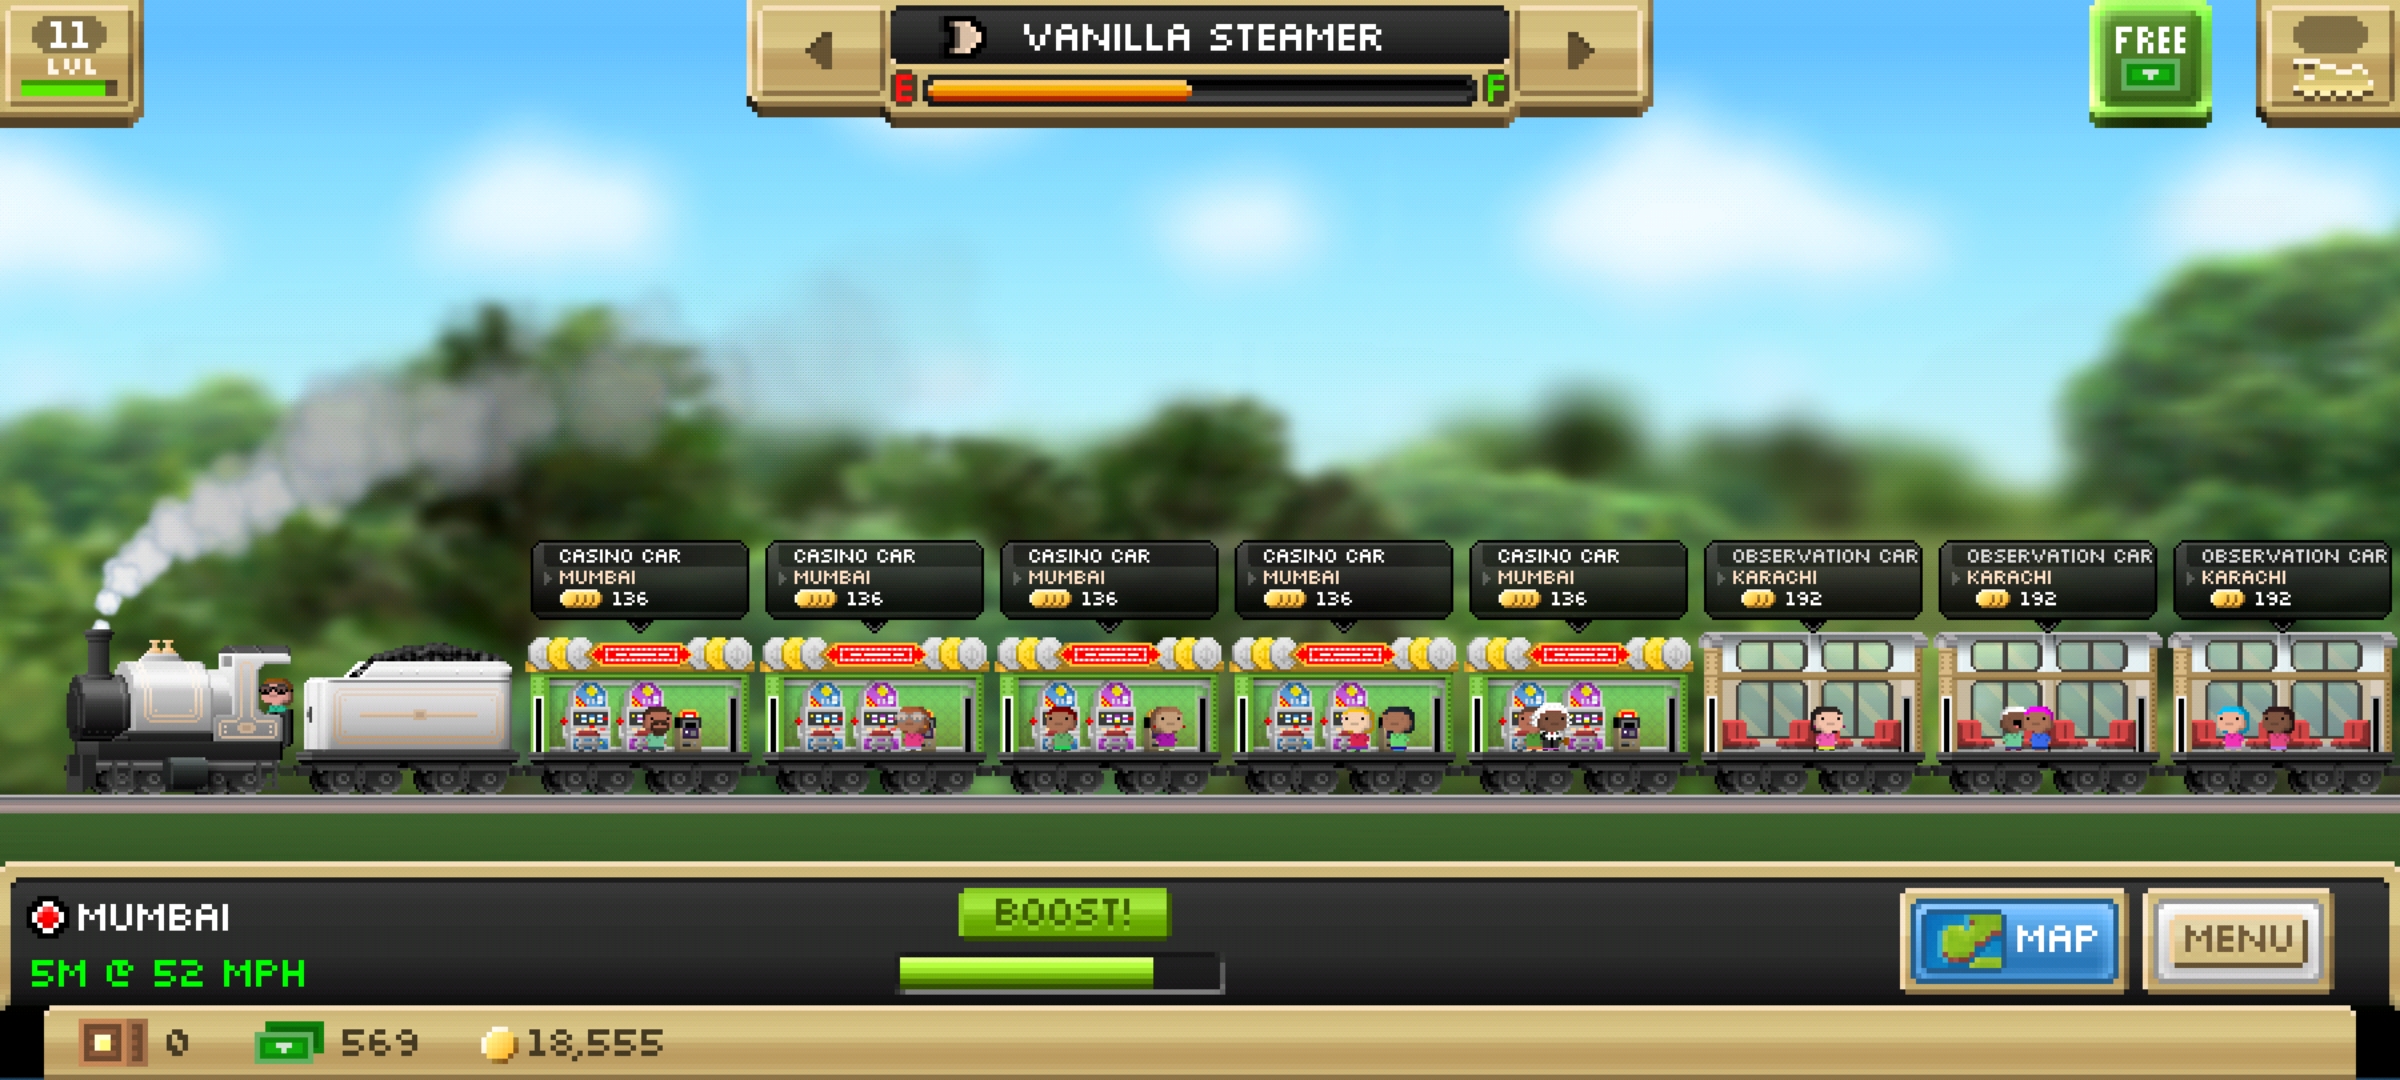 11
LVL
VANILLA STEAMER
E
F
FREE
CASINO CAR
MUMBAI
136
CASINO CAR
MUMBAI
136
CASINO CAR
MUMBAI
136
CASINO CAR
MUMBAI
136
CASINO CAR
MUMBAI
136
OBSERVATION CAR
KARACHI
192
OBSERVATION CAR
KARACHI
192
OBSERVATION CAR
KARACHI
192
MUMBAI
5M @ 52 MPH
BOOST!
MAP
MENU
0
569
18,555